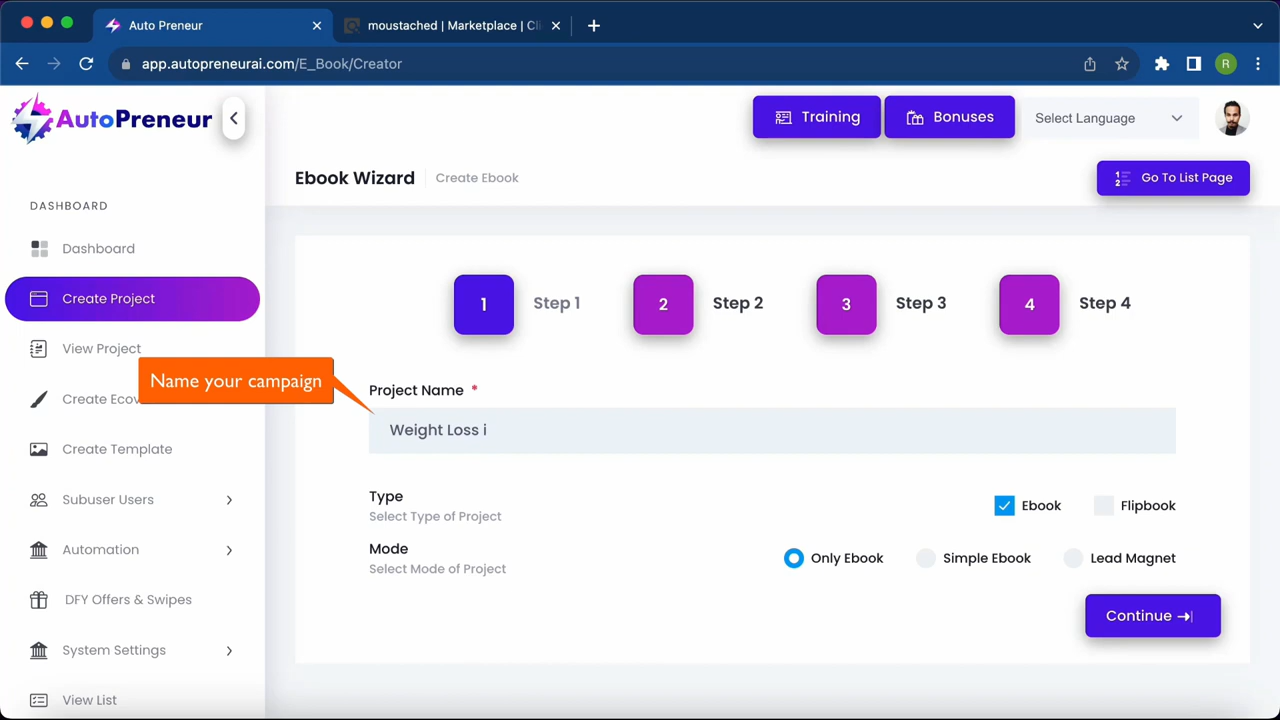 Auto Preneur
moustached | Marketplace | Cli
app.autopreneurai.com/E_Book/Creator
R
AutoPreneur
Training
Bonuses
Select Language
Ebook Wizard
Create Ebook
Go To List Page
DASHBOARD
Dashboard
Create Project
View Project
Create Ecov
Create Template
Subuser Users
Automation
DFY Offers & Swipes
System Settings
View List
1 Step 1
2 Step 2
3 Step 3
4 Step 4
Name your campaign
Project Name *
Weight Loss i
Type
Select Type of Project
Ebook
Flipbook
Mode
Select Mode of Project
Only Ebook
Simple Ebook
Lead Magnet
Continue